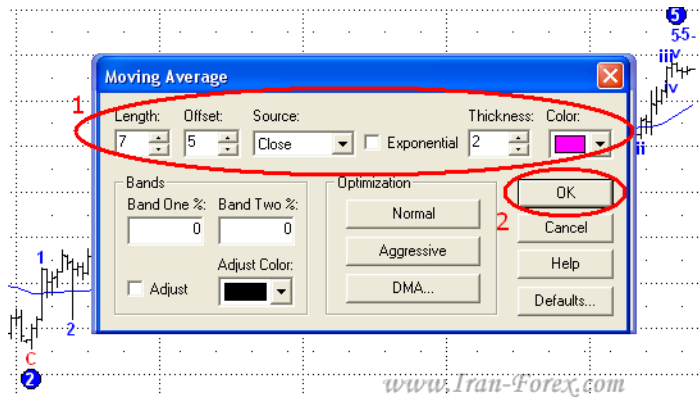 5
55-
iiiv
iv
ii
Moving Average
1
Length: Offset: Source: Thickness: Color:
7 5 Close Exponential 2
Bands
Band One %: Band Two %:
0 0
Adjust Color:
Adjust
Optimization
Normal
Aggressive
DMA...
OK
2
Cancel
Help
Defaults...
1
2
C
2
www.Iran-Forex.com